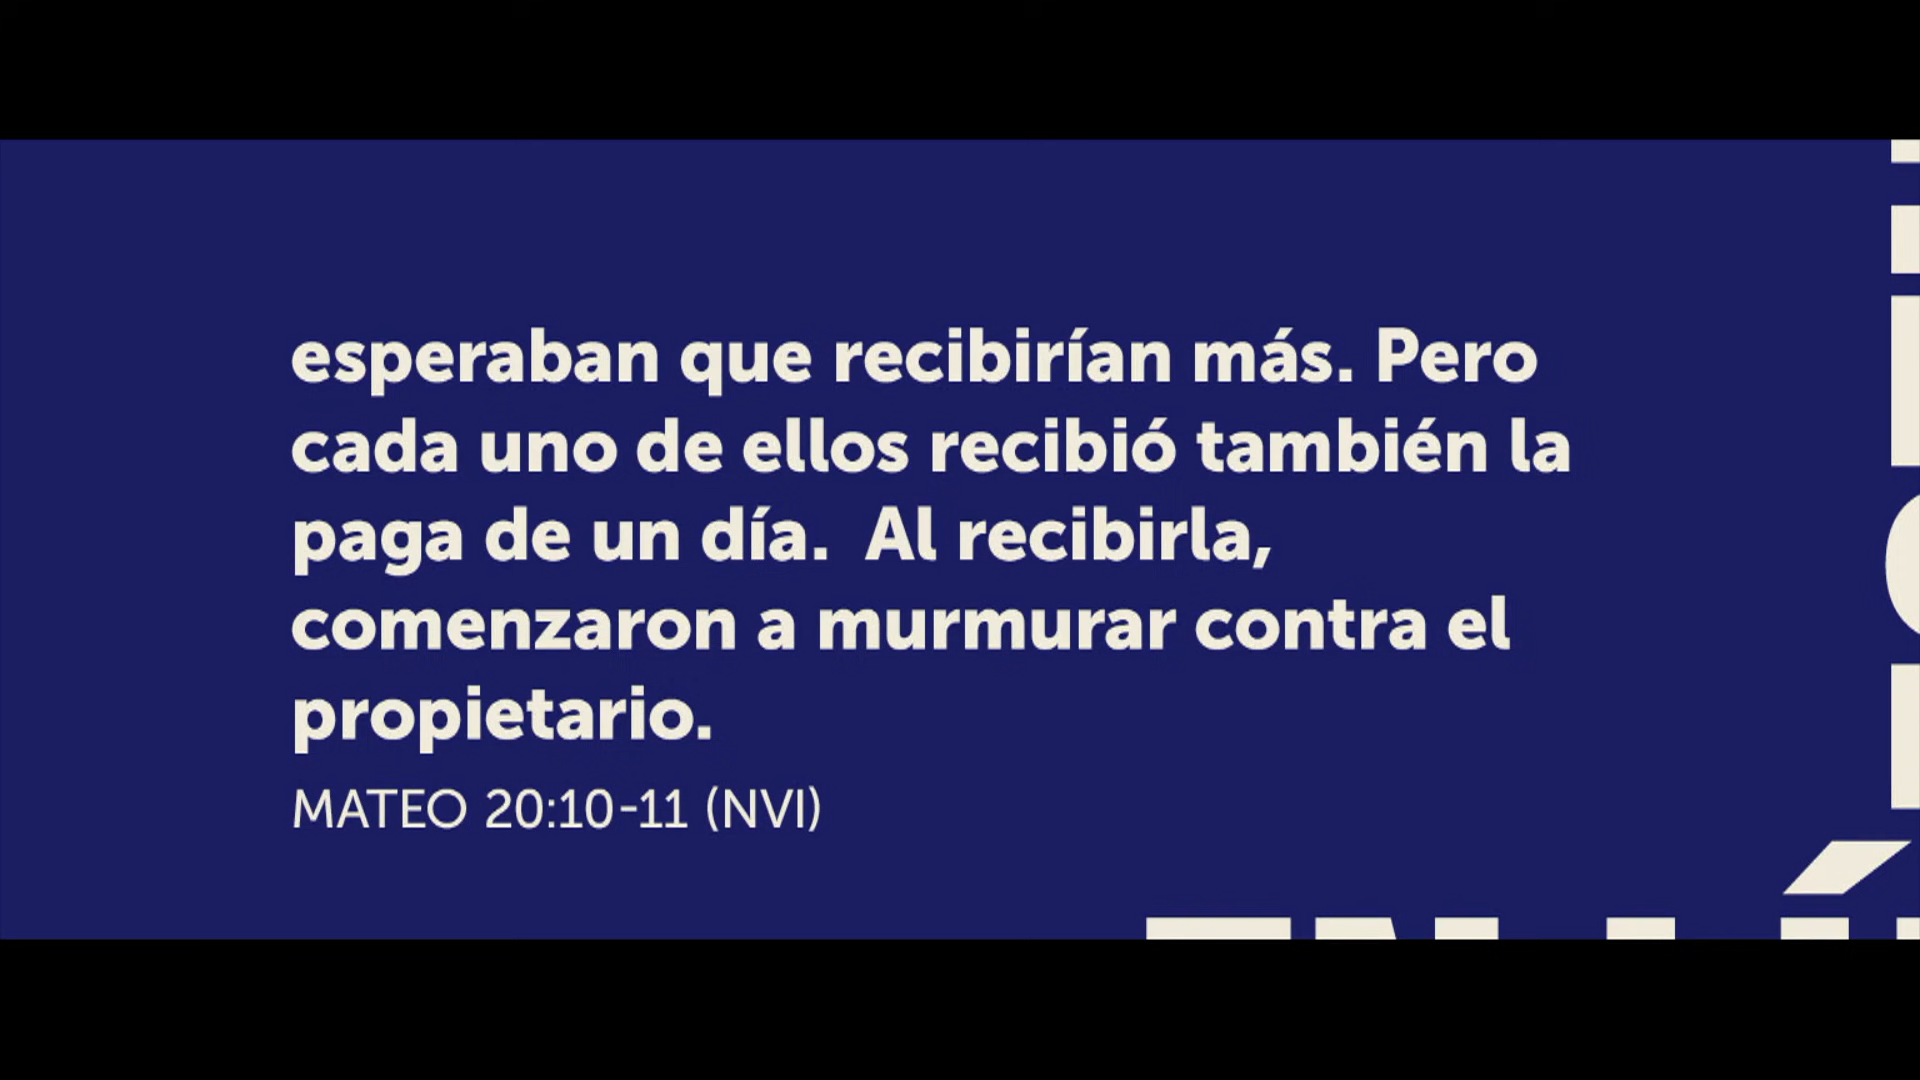 esperaban que recibirían más. Pero
cada uno de ellos recibió también la
paga de un día.  Al recibirla,
comenzaron a murmurar contra el
propietario.
MATEO 20:10-11 (NVI)